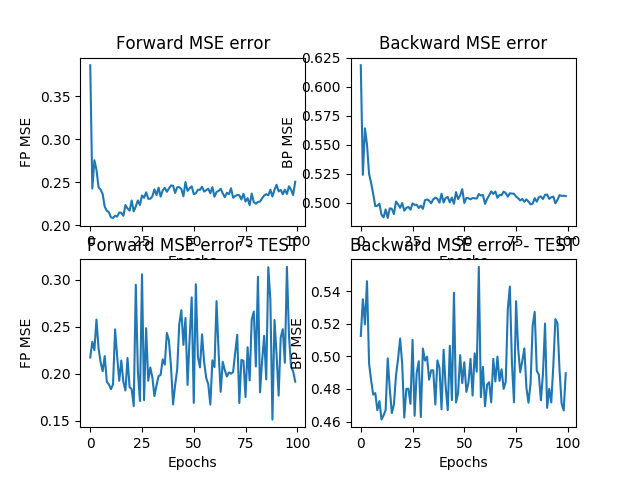 Forward MSE error
FP MSE
0.35
0.30
0.25
0.20
0 25 50 75 100
Epochs
Backward MSE error
BP MSE
0.625
0.600
0.575
0.550
0.525
0.500
0 25 50 75 100
Epochs
Forward MSE error - TEST
FP MSE
0.30
0.25
0.20
0.15
0 25 50 75 100
Epochs
Backward MSE error - TEST
BP MSE
0.54
0.52
0.50
0.48
0.46
0 25 50 75 100
Epochs